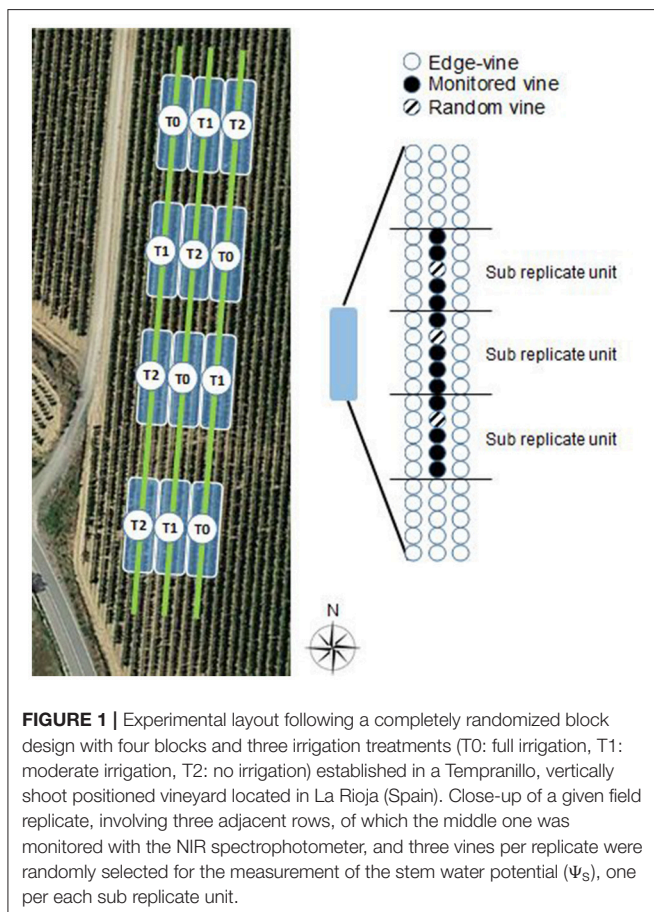 T0 T1 T2
T1 T2 T0
T2 T0 T1
T2 T1 T0
Edge-vine
Monitored vine
Random vine
Sub replicate unit
Sub replicate unit
Sub replicate unit
N
FIGURE 1 | Experimental layout following a completely randomized block
design with four blocks and three irrigation treatments (T0: full irrigation, T1:
moderate irrigation, T2: no irrigation) established in a Tempranillo, vertically
shoot positioned vineyard located in La Rioja (Spain). Close-up of a given field
replicate, involving three adjacent rows, of which the middle one was
monitored with the NIR spectrophotometer, and three vines per replicate were
randomly selected for the measurement of the stem water potential (Ψs), one
per each sub replicate unit.